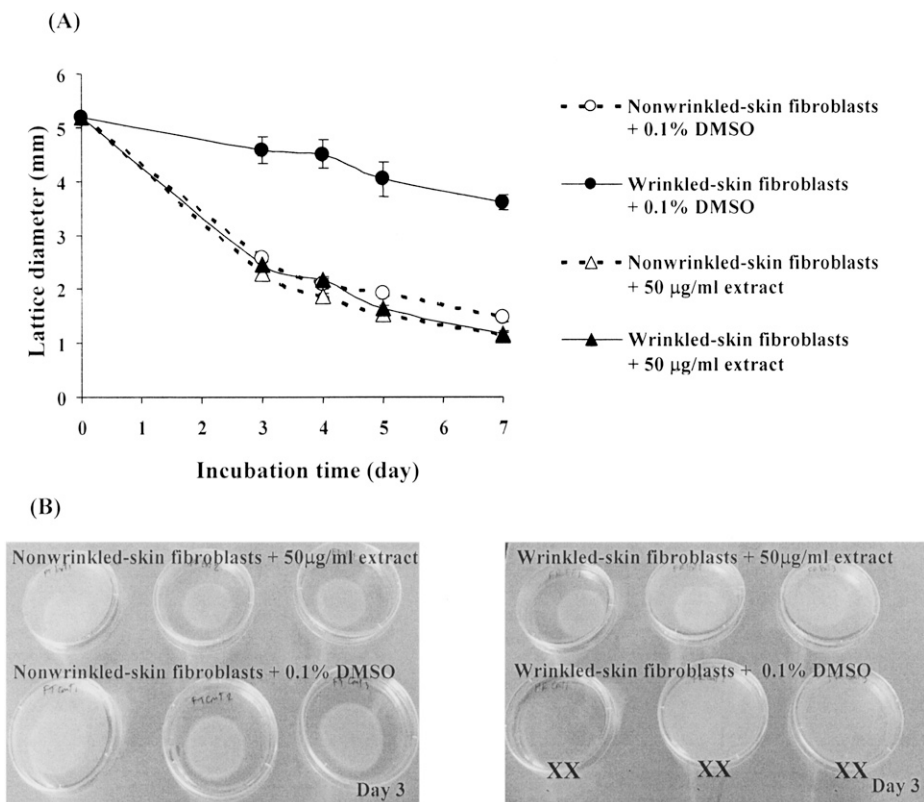 (A)
Lattice diameter (mm)
6
5
4
3
2
1
0
0 1 2 3 4 5 6 7
Incubation time (day)
Nonwrinkled-skin fibroblasts
+ 0.1% DMSO
Wrinkled-skin fibroblasts
+ 0.1% DMSO
Nonwrinkled-skin fibroblasts
+ 50 μg/ml extract
Wrinkled-skin fibroblasts
+ 50 μg/ml extract
(B)
Nonwrinkled-skin fibroblasts + 50μg/ml extract
Nonwrinkled-skin fibroblasts + 0.1% DMSO
Day 3
Wrinkled-skin fibroblasts + 50μg/ml extract
Wrinkled-skin fibroblasts + 0.1% DMSO
XX XX XX
Day 3